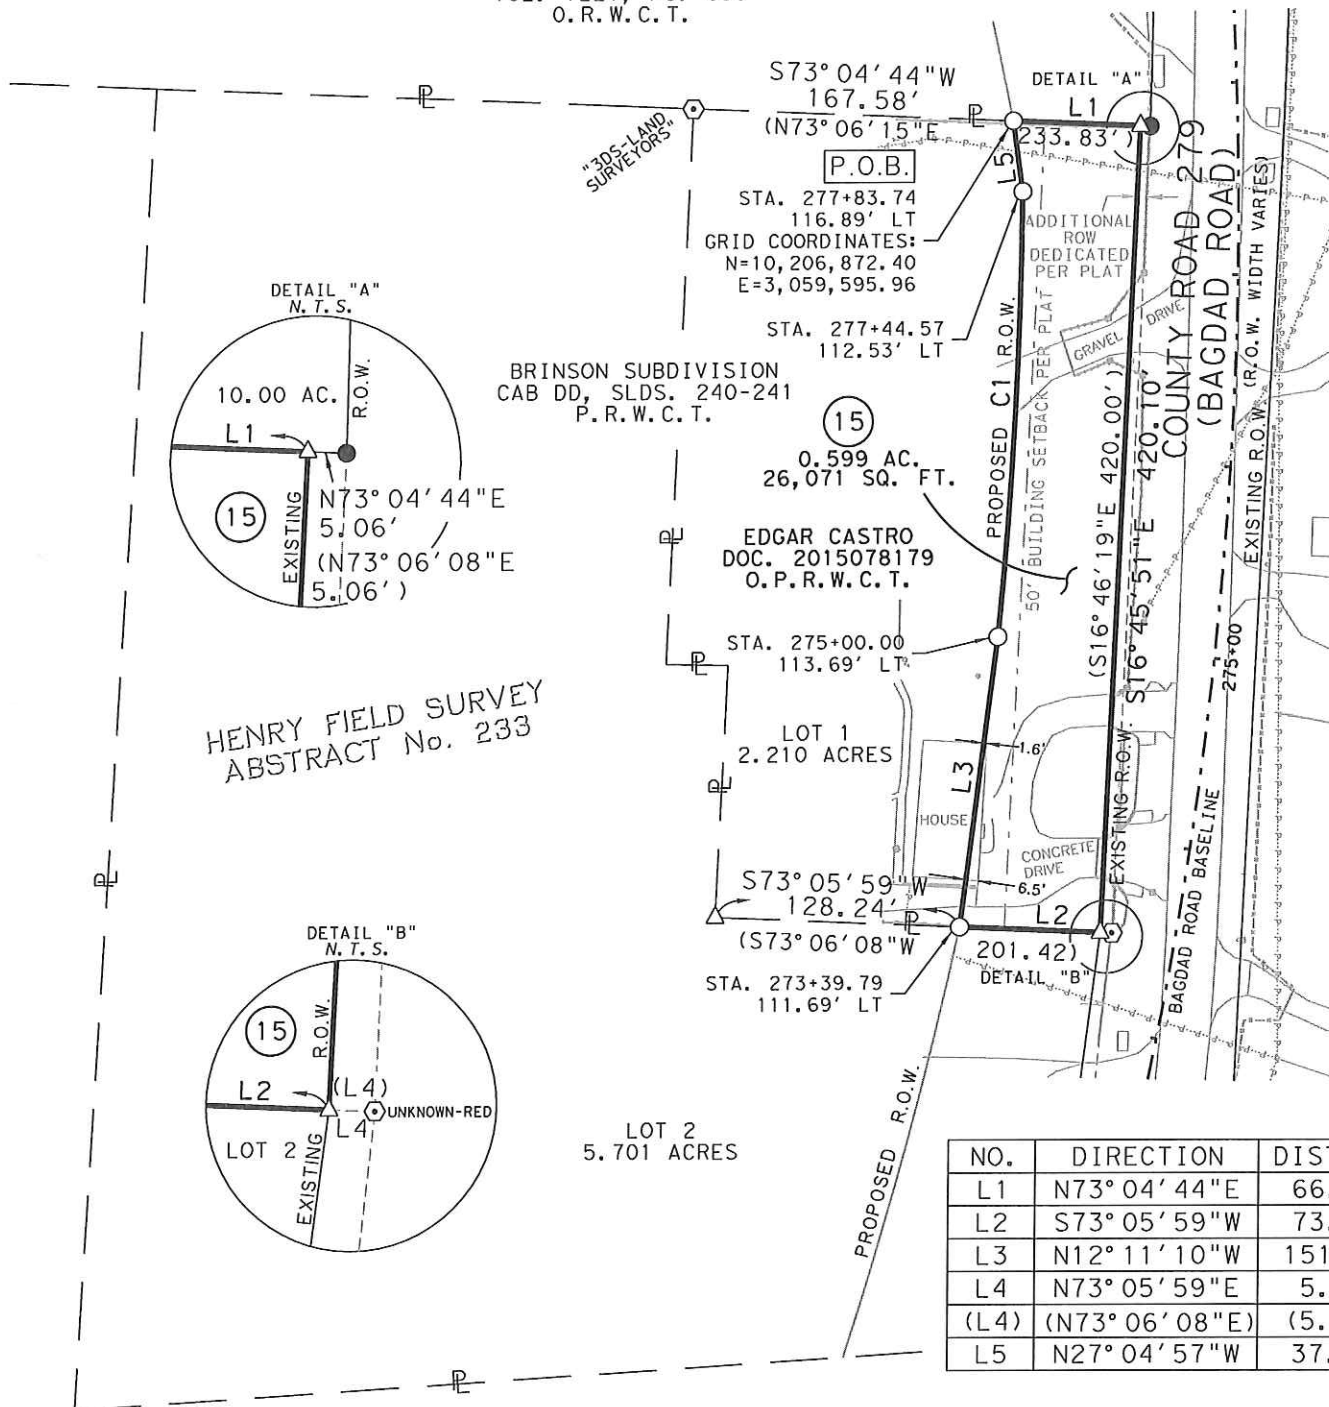 O.R.W.C.T.
S73°04'44"W
167.58'
(N73°06'15"E
233.83')
DETAIL "A"
L1
"3DS-LAND
SURVEYORS"
P.O.B.
L5
STA. 277+83.74
116.89' LT
GRID COORDINATES:
N=10,206,872.40
E=3,059,595.96
ADDITIONAL
ROW
DEDICATED
PER PLAT
STA. 277+44.57
112.53' LT
COUNTY ROAD 279
(BAGDAD ROAD)
(R.O.W. WIDTH VARIES)
EXISTING R.O.W.
GRAVEL
DRIVE
DETAIL "A"
N.T.S.
10.00 AC.
R.O.W.
L1
15
EXISTING
N73°04'44"E
5.06'
(N73°06'08"E
5.06')
BRINSON SUBDIVISION
CAB DD, SLDS. 240-241
P.R.W.C.T.
PROPOSED C1 R.O.W.
50' BUILDING SETBACK PER PLAT
15
0.599 AC.
26,071 SQ. FT.
(S16°46'19"E 420.00')
S16°45'51"E 420.10'
EDGAR CASTRO
DOC. 2015078179
O.P.R.W.C.T.
STA. 275+00.00
113.69' LT
275+00
HENRY FIELD SURVEY
ABSTRACT No. 233
LOT 1
2.210 ACRES
L3
1.6'
HOUSE
CONCRETE
DRIVE
6.5'
EXISTING R.O.W.
BAGDAD ROAD BASELINE
S73°05'59"W
128.24'
(S73°06'08"W
201.42)
L2
DETAIL "B"
STA. 273+39.79
111.69' LT
DETAIL "B"
N.T.S.
15
R.O.W.
L2
(L4)
L4
UNKNOWN-RED
LOT 2
EXISTING
LOT 2
5.701 ACRES
PROPOSED R.O.W.
NO. DIRECTION DIST
L1 N73°04'44"E 66.
L2 S73°05'59"W 73.
L3 N12°11'10"W 151
L4 N73°05'59"E 5.
(L4) (N73°06'08"E) (5.
L5 N27°04'57"W 37.